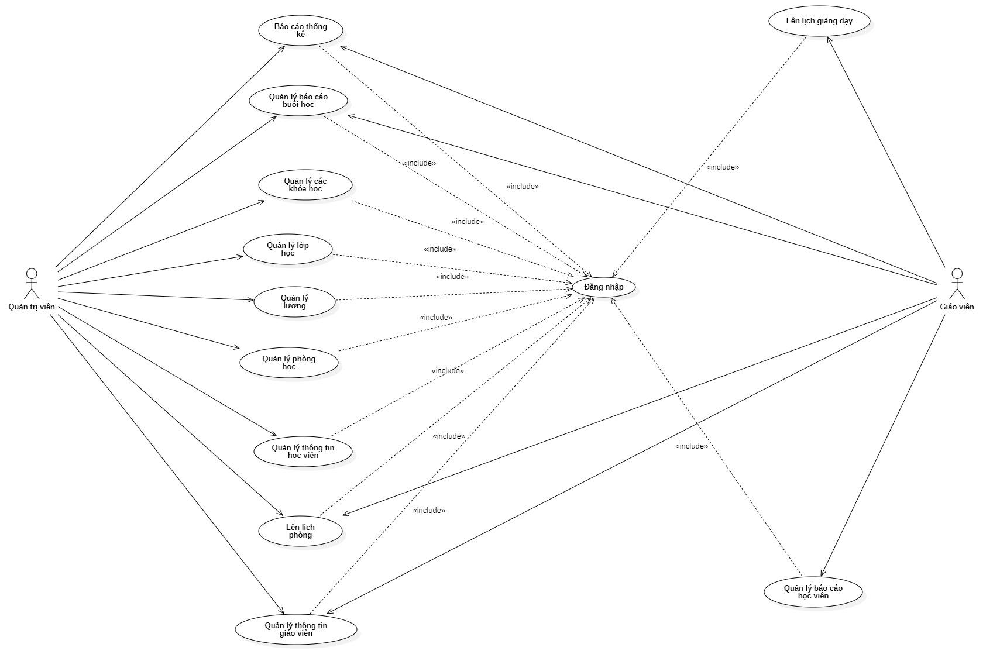 Báo cáo thống
kê
Lên lịch giảng dạy
Quản lý báo cáo
buổi học
«include»
«include»
«include»
Quản lý các
khóa học
«include»
Quản lý lớp
học
«include»
«include»
Quản trị viên
Đăng nhập
Giáo viên
Quản lý
lương
«include»
Quản lý phòng
học
«include»
«include»
«include»
Quản lý thông tin
học viên
«include»
Lên lịch
phòng
Quản lý báo cáo
học viên
Quản lý thông tin
giáo viên